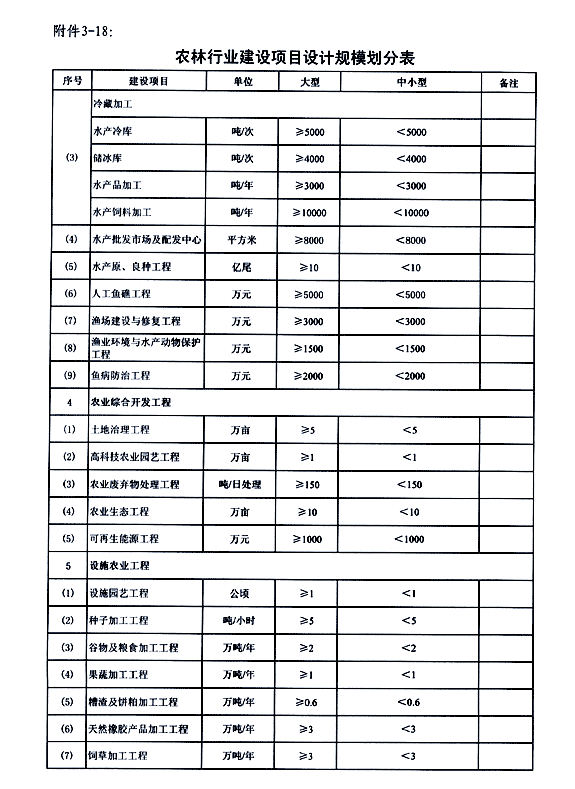 附件3-18:
农林行业建设项目设计规模划分表
序号 建设项目 单位 大型 中小型 备注
(3) 冷藏加工
水产冷库 吨/次 ≥5000 <5000
储冰库 吨/次 ≥4000 <4000
水产品加工 吨/年 ≥3000 <3000
水产饲料加工 吨/年 ≥10000 <10000
(4) 水产批发市场及配发中心 平方米 ≥8000 <8000
(5) 水产原、良种工程 亿尾 ≥10 <10
(6) 人工鱼礁工程 万元 ≥5000 <5000
(7) 渔场建设与修复工程 万元 ≥3000 <3000
(8) 渔业环境与水产动物保护
工程 万元 ≥1500 <1500
(9) 鱼病防治工程 万元 ≥2000 <2000
4 农业综合开发工程
(1) 土地治理工程 万亩 ≥5 <5
(2) 高科技农业园艺工程 万亩 ≥1 <1
(3) 农业废弃物处理工程 吨/日处理 ≥150 <150
(4) 农业生态工程 万亩 ≥10 <10
(5) 可再生能源工程 万元 ≥1000 <1000
5 设施农业工程
(1) 设施园艺工程 公顷 ≥1 <1
(2) 种子加工工程 吨/小时 ≥5 <5
(3) 谷物及粮食加工工程 万吨/年 ≥2 <2
(4) 果蔬加工工程 万吨/年 ≥1 <1
(5) 糟渣及饼粕加工工程 万吨/年 ≥0.6 <0.6
(6) 天然橡胶产品加工工程 万吨/年 ≥3 <3
(7) 饲草加工工程 万吨/年 ≥3 <3